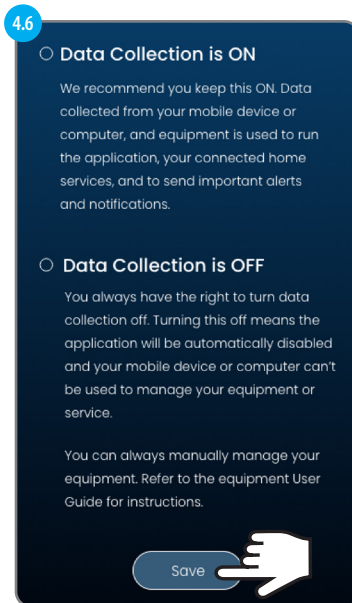 4.6
Data Collection is ON
We recommend you keep this ON. Data
collected from your mobile device or
computer, and equipment is used to run
the application, your connected home
services, and to send important alerts
and notifications.
Data Collection is OFF
You always have the right to turn data
collection off. Turning this off means the
application will be automatically disabled
and your mobile device or computer can't
be used to manage your equipment or
service.
You can always manually manage your
equipment. Refer to the equipment User
Guide for instructions.
Save